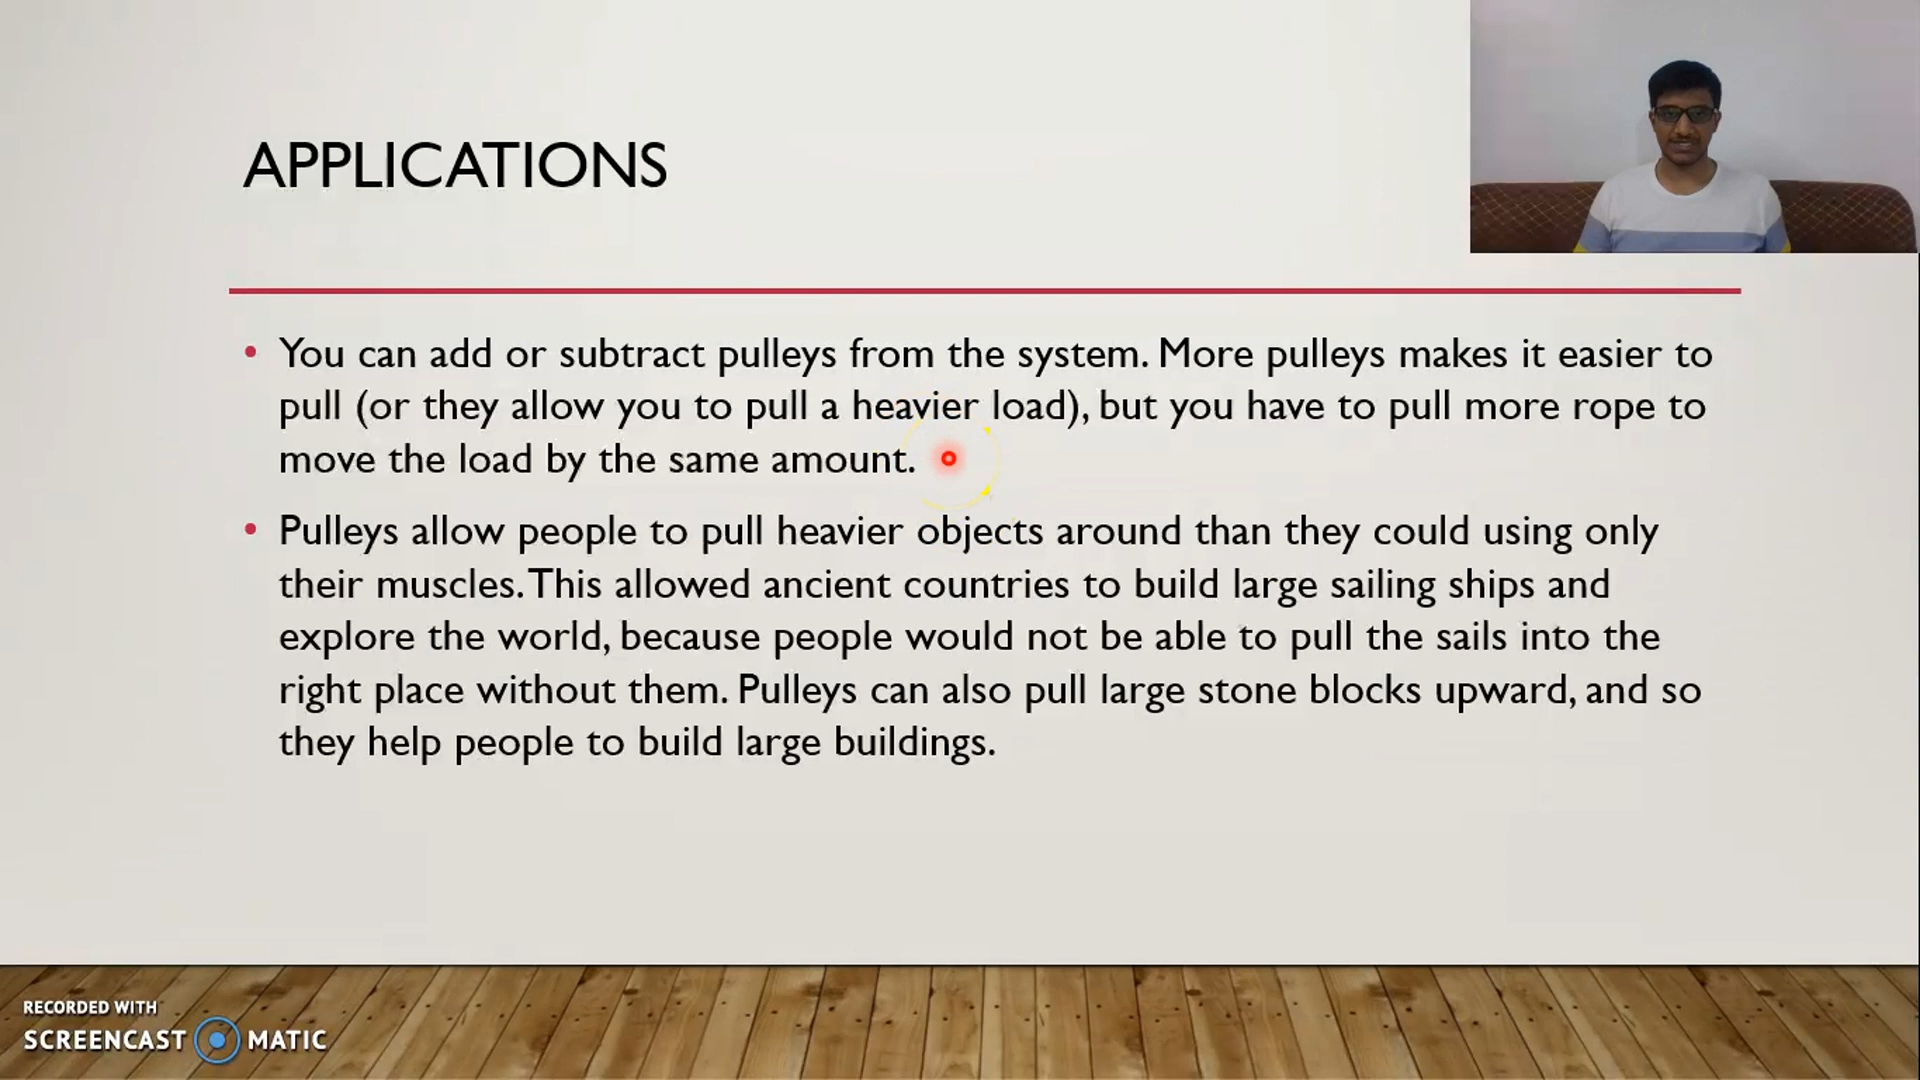 APPLICATIONS
• You can add or subtract pulleys from the system. More pulleys makes it easier to
pull (or they allow you to pull a heavier load), but you have to pull more rope to
move the load by the same amount.
• Pulleys allow people to pull heavier objects around than they could using only
their muscles. This allowed ancient countries to build large sailing ships and
explore the world, because people would not be able to pull the sails into the
right place without them. Pulleys can also pull large stone blocks upward, and so
they help people to build large buildings.
RECORDED WITH
SCREENCAST MATIC